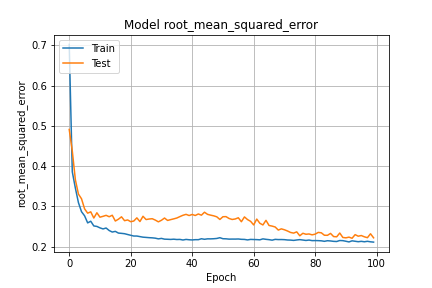 Model root_mean_squared_error
0.7
0.6
0.5
0.4
0.3
0.2
root_mean_squared_error
Train
Test
0 20 40 60 80 100
Epoch